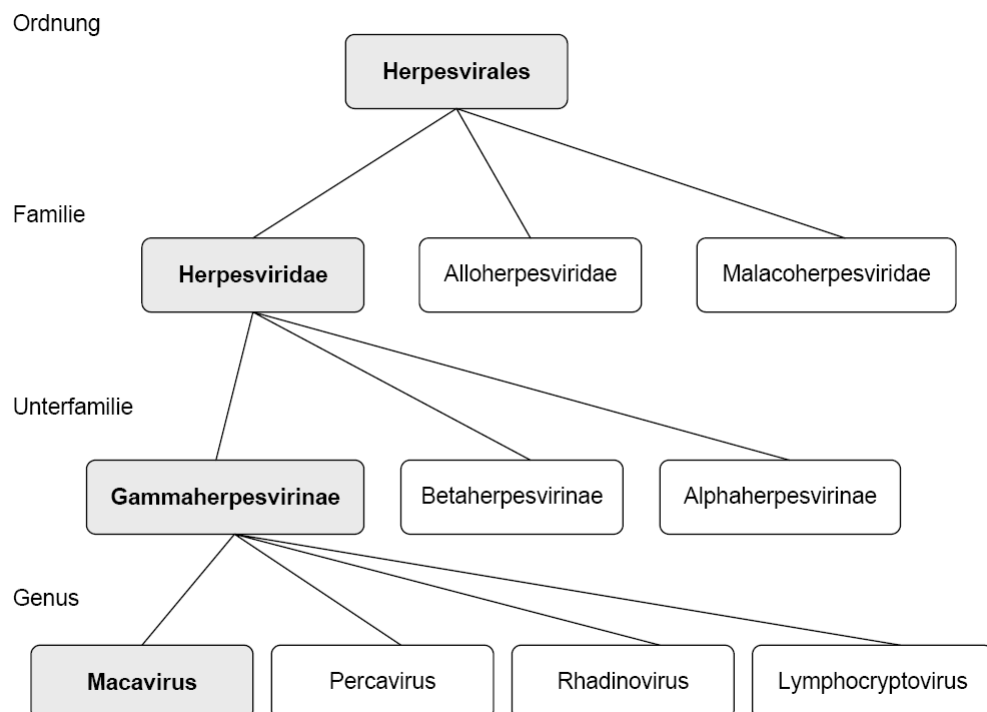 Ordnung
Herpesvirales
Familie
Herpesviridae
Alloherpesviridae
Malacoherpesviridae
Unterfamilie
Gammaherpesvirinae
Betaherpesvirinae
Alphaherpesvirinae
Genus
Macavirus
Percavirus
Rhadinovirus
Lymphocryptovirus